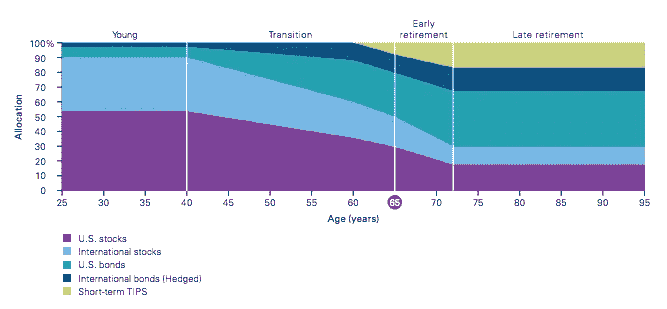 Young
Transition
Early
retirement
Late retirement
100%
90
80
70
60
50
40
30
20
10
0
Allocation
25 30 35 40 45 50 55 60 65 70 75 80 85 90 95
Age (years)
U.S. stocks
International stocks
U.S. bonds
International bonds (Hedged)
Short-term TIPS